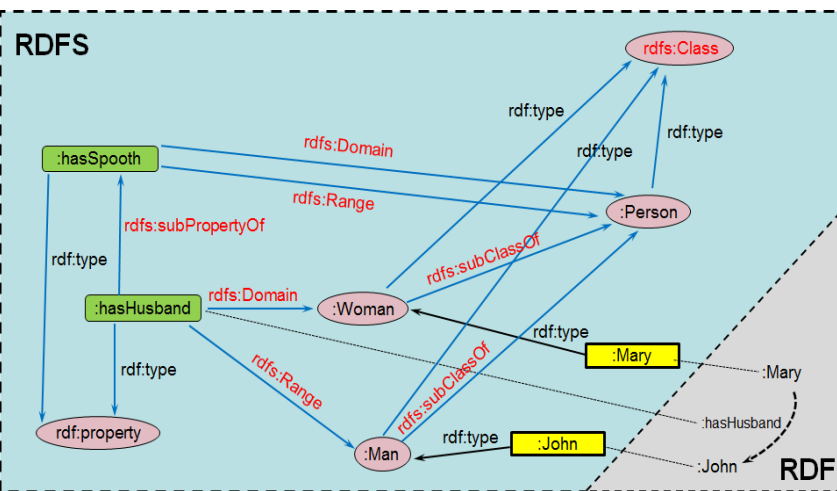 RDFS
rdfs:Class
rdf:type
rdf:type
rdf:type
:hasSpooth
rdfs:Domain
rdfs:Range
:Person
rdfs:subPropertyOf
rdf:type
rdfs:subClassOf
:hasHusband
rdfs:Domain
:Woman
rdf:type
:Mary
:Mary
rdf:type
rdfs:Range
rdfs:subClassOf
:hasHusband
rdf:property
:Man
rdf:type
:John
:John
RDF